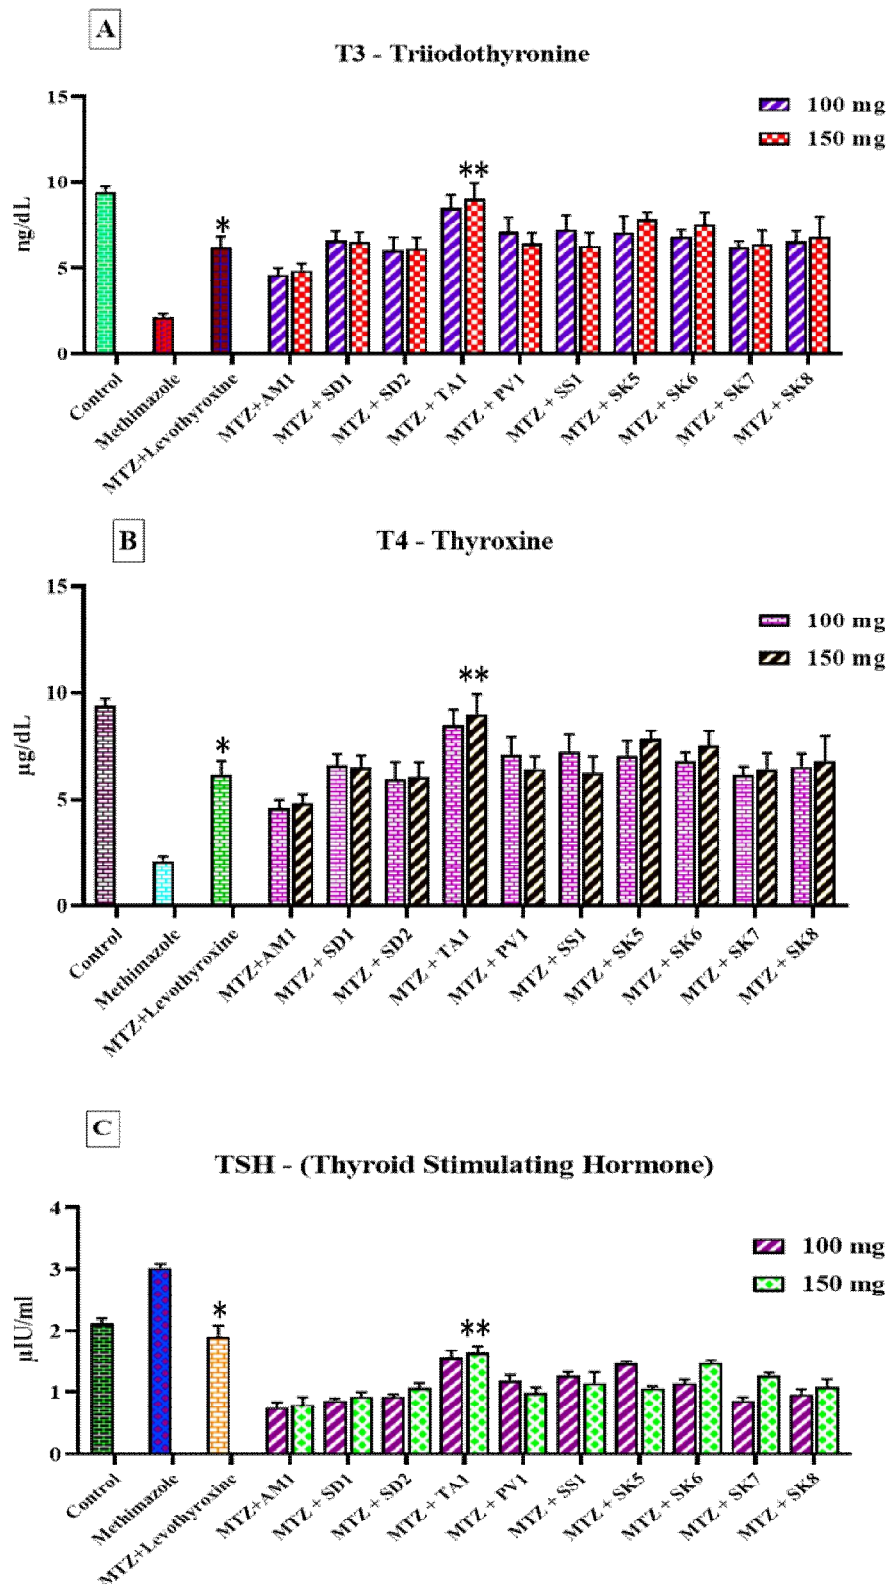 A
T3 - Triiodothyronine
100 mg
150 mg
ng/dL
15
10
5
0
*
**
Control
Methimazole
MTZ+Levothyroxine
MTZ+AM1
MTZ + SD1
MTZ + SD2
MTZ + TA1
MTZ + PV1
MTZ + SS1
MTZ + SK5
MTZ + SK6
MTZ + SK7
MTZ + SK8
B
T4 - Thyroxine
100 mg
150 mg
µg/dL
15
10
5
0
*
**
Control
Methimazole
MTZ+Levothyroxine
MTZ+AM1
MTZ + SD1
MTZ + SD2
MTZ + TA1
MTZ + PV1
MTZ + SS1
MTZ + SK5
MTZ + SK6
MTZ + SK7
MTZ + SK8
C
TSH - (Thyroid Stimulating Hormone)
100 mg
150 mg
µIU/ml
4
3
2
1
0
*
**
Control
Methimazole
MTZ+Levothyroxine
MTZ+AM1
MTZ + SD1
MTZ + SD2
MTZ + TA1
MTZ + PV1
MTZ + SS1
MTZ + SK5
MTZ + SK6
MTZ + SK7
MTZ + SK8